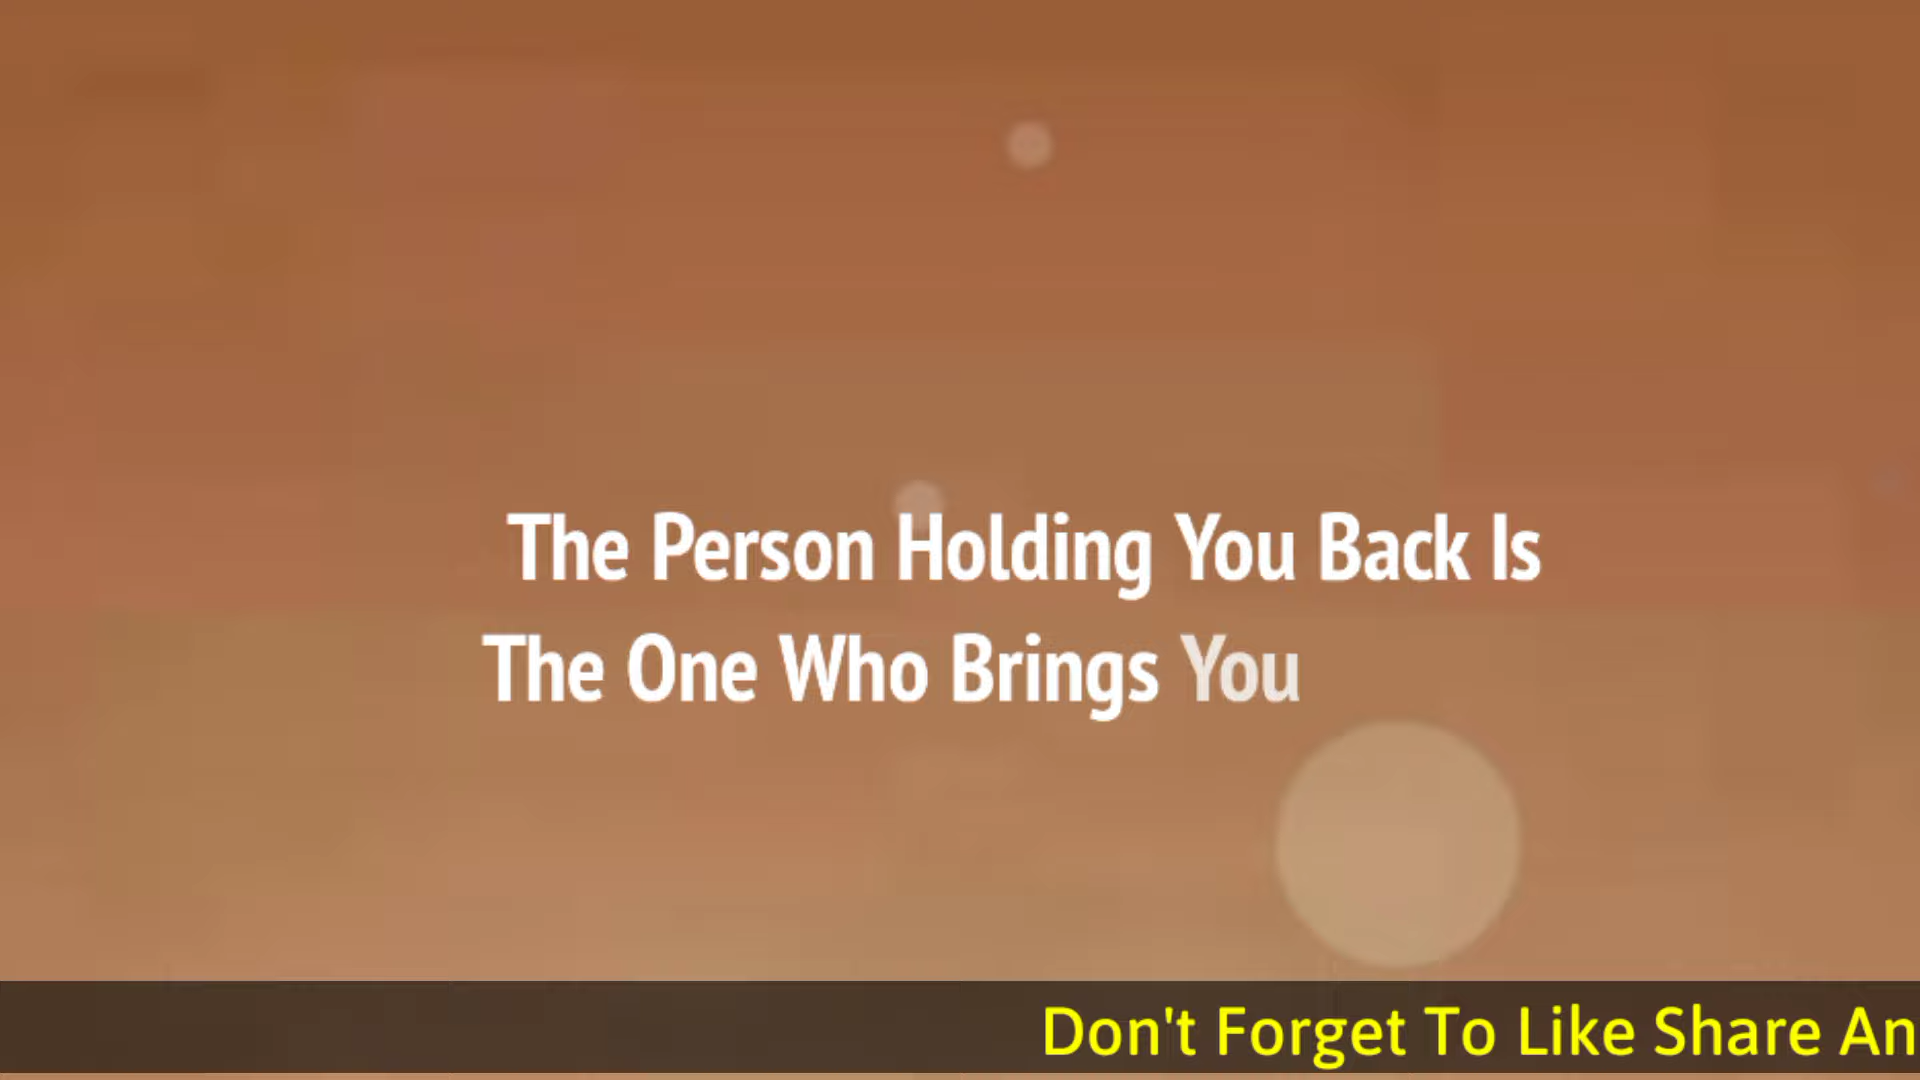 The Person Holding You Back Is
The One Who Brings You
Don't Forget To Like Share An